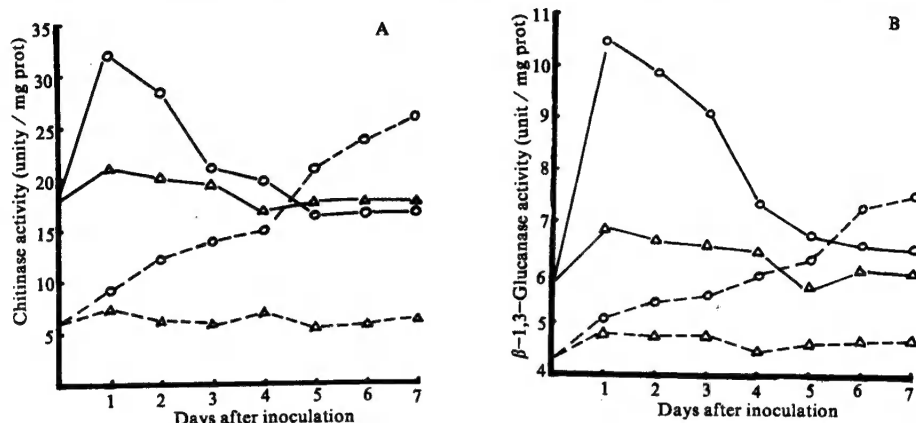 A
35
30
25
20
15
10
5
Chitinase activity (unity / mg prot)
1 2 3 4 5 6 7
Days after inoculation
B
11
10
9
8
7
6
5
4
β−1,3−Glucanase activity (unit / mg prot)
1 2 3 4 5 6 7
Days after inoculation